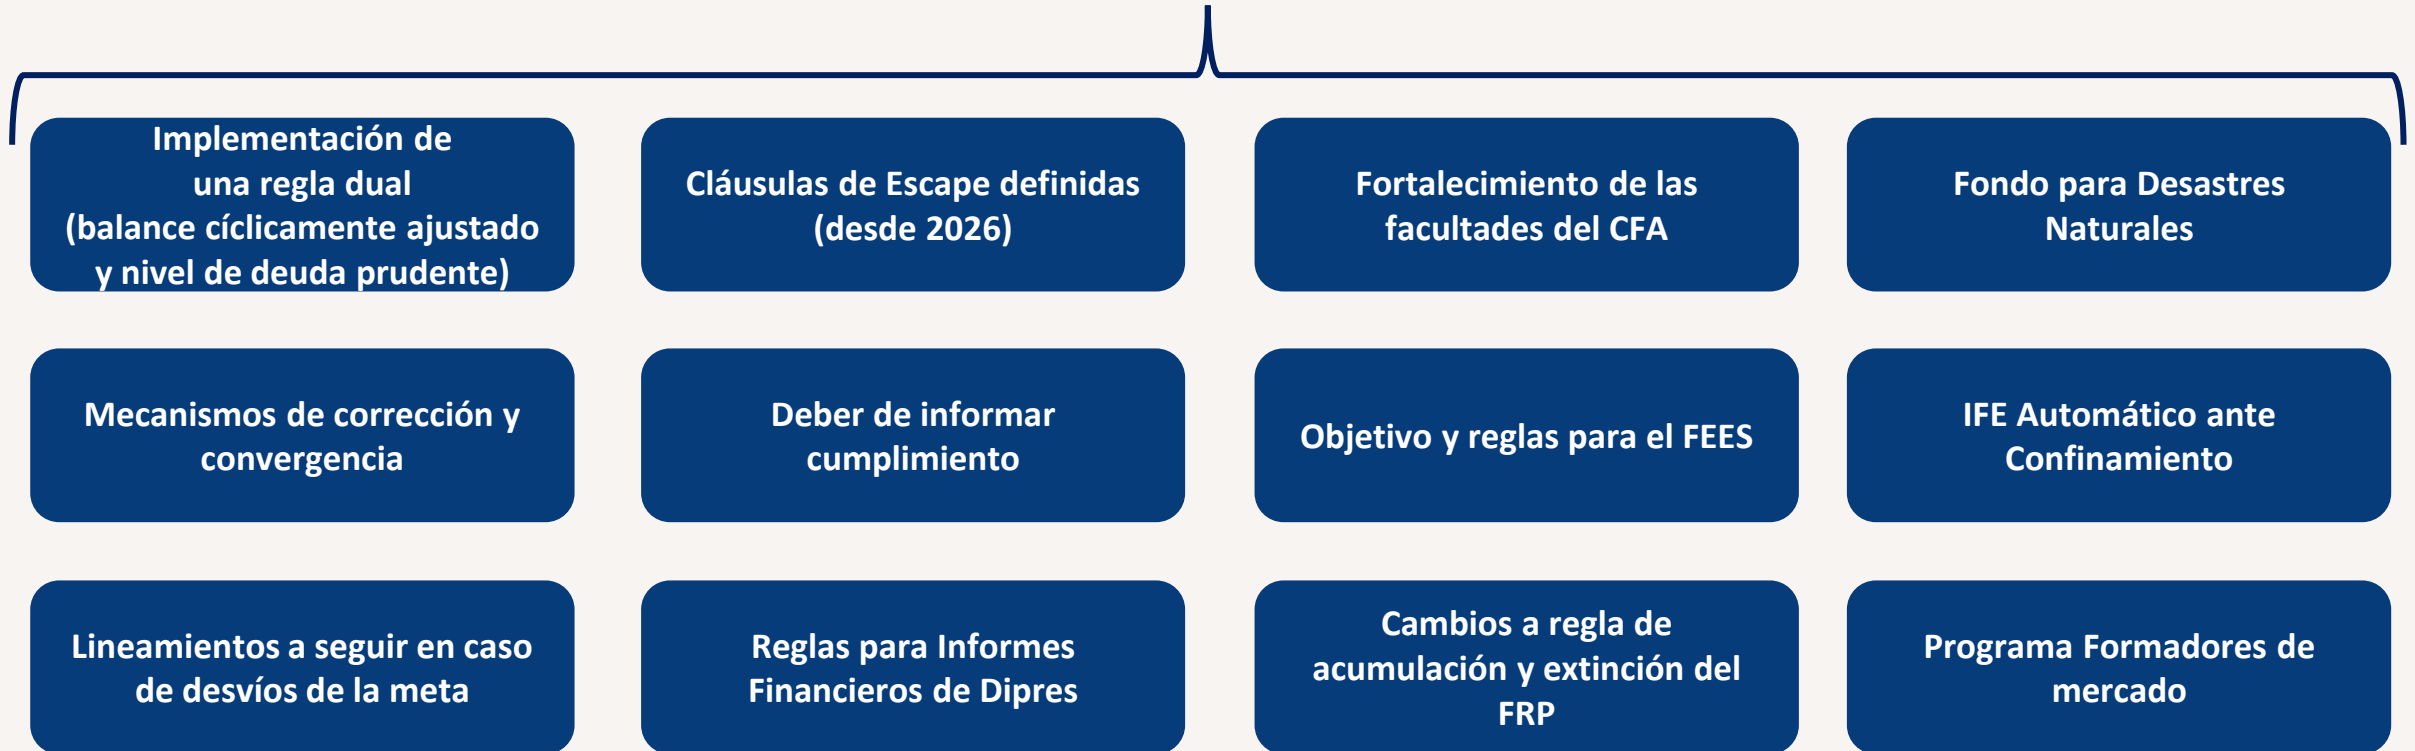 Implementación de
una regla dual
(balance cíclicamente ajustado
y nivel de deuda prudente)
Cláusulas de Escape definidas
(desde 2026)
Fortalecimiento de las
facultades del CFA
Fondo para Desastres
Naturales
Mecanismos de corrección y
convergencia
Deber de informar
cumplimiento
Objetivo y reglas para el FEES
IFE Automático ante
Confinamiento
Lineamientos a seguir en caso
de desvíos de la meta
Reglas para Informes
Financieros de Dipres
Cambios a regla de
acumulación y extinción del
FRP
Programa Formadores de
mercado